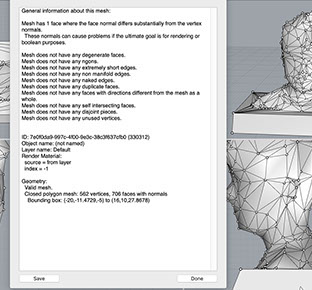 General information about this mesh:
Mesh has 1 face where the face normal differs substantially from the vertex
normals.
These normals can cause problems if the ultimate goal is for rendering or
boolean purposes.
Mesh does not have any degenerate faces.
Mesh does not have any ngons.
Mesh does not have any extremely short edges.
Mesh does not have any non manifold edges.
Mesh does not have any naked edges.
Mesh does not have any duplicate faces.
Mesh does not have any faces with directions different from the mesh as a
whole.
Mesh does not have any self intersecting faces.
Mesh does not have any disjoint pieces.
Mesh does not have any unused vertices.
ID: 7e0f0da9-997c-4f00-9e3c-38c3f637cfb0 (330312)
Object name: (not named)
Layer name: Default
Render Material:
source = from layer
index = -1
Geometry:
Valid mesh.
Closed polygon mesh: 562 vertices, 706 faces with normals
Bounding box: (-20,-11.4729,-5) to (16,10,27.8678)
Save
Done